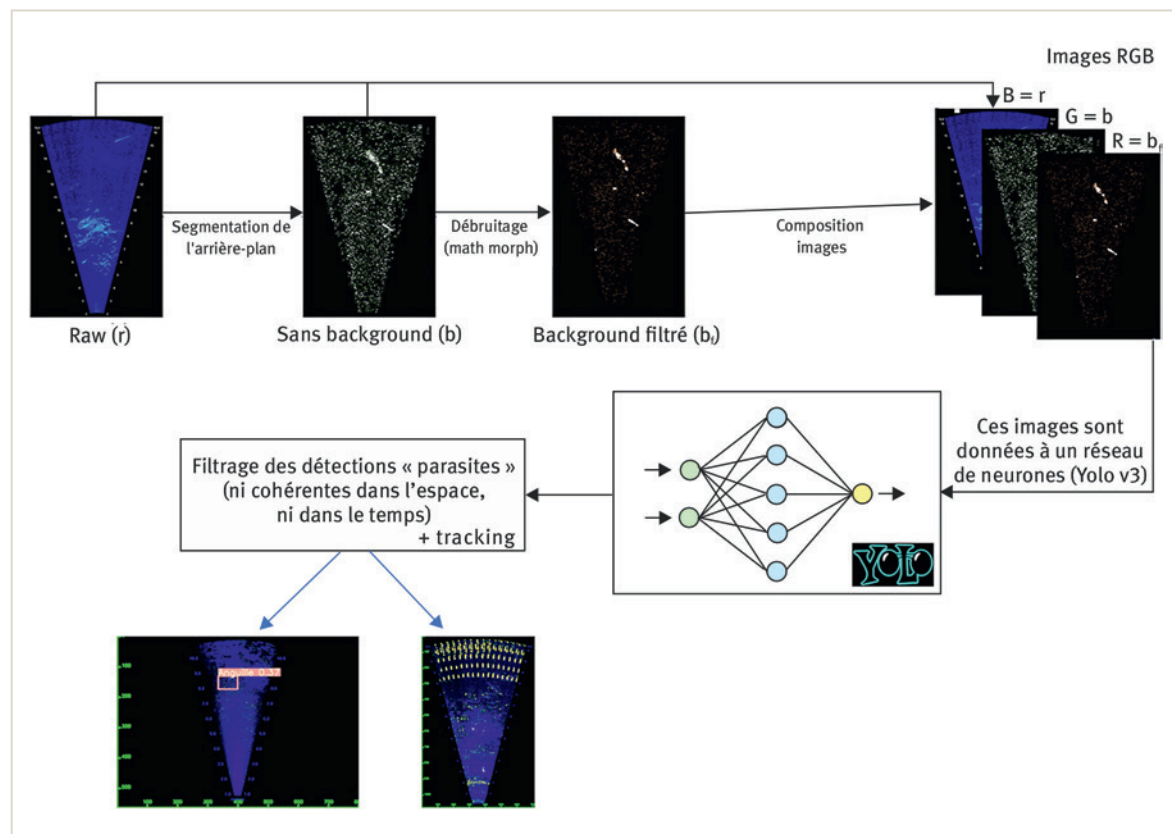 Images RGB
B = r
G = b
R = bf
Segmentation de
l'arrière-plan
Débruitage
(math morph)
Composition
images
Raw (r)
Sans background (b)
Background filtré (bf)
Ces images sont
données à un réseau
de neurones (Yolo v3)
YOLO
Filtrage des détections « parasites »
(ni cohérentes dans l'espace,
ni dans le temps)
+ tracking